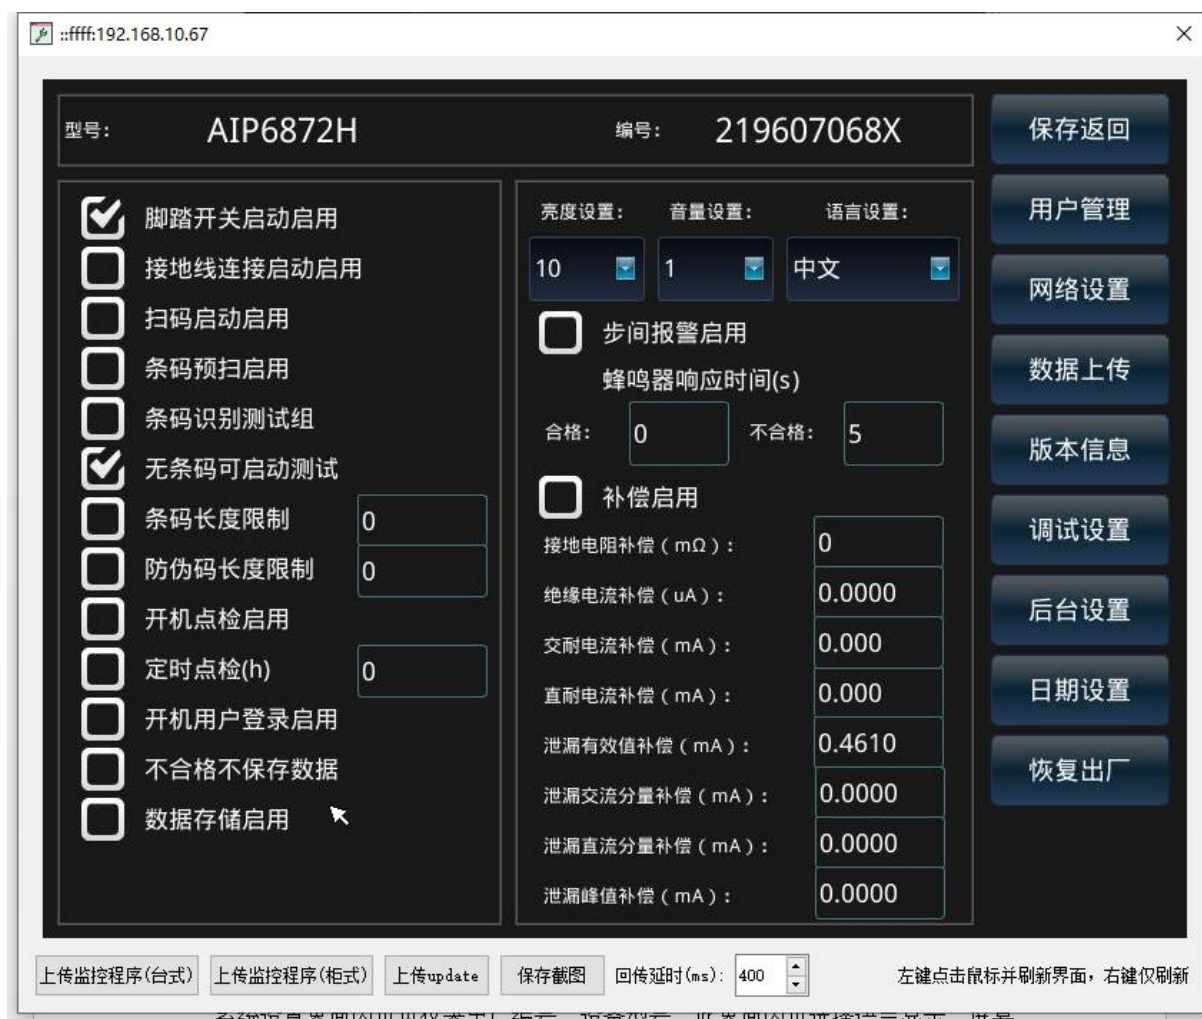 ::ffff:192.168.10.67
型号: AIP6872H 编号: 219607068X
保存返回
用户管理
网络设置
数据上传
版本信息
调试设置
后台设置
日期设置
恢复出厂
脚踏开关启动启用
接地线连接启动启用
扫码启动启用
条码预扫启用
条码识别测试组
无条码可启动测试
条码长度限制 0
防伪码长度限制 0
开机点检启用
定时点检(h) 0
开机用户登录启用
不合格不保存数据
数据存储启用
亮度设置: 音量设置: 语言设置:
10 1 中文
步间报警启用
蜂鸣器响应时间(s)
合格: 0 不合格: 5
补偿启用
接地电阻补偿(mΩ): 0
绝缘电流补偿(uA): 0.0000
交耐电流补偿(mA): 0.000
直耐电流补偿(mA): 0.000
泄漏有效值补偿(mA): 0.4610
泄漏交流分量补偿(mA): 0.0000
泄漏直流分量补偿(mA): 0.0000
泄漏峰值补偿(mA): 0.0000
上传监控程序(台式) 上传监控程序(柜式) 上传update 保存截图 回传延时(ms): 400 左键点击鼠标并刷新界面，右键仅刷新